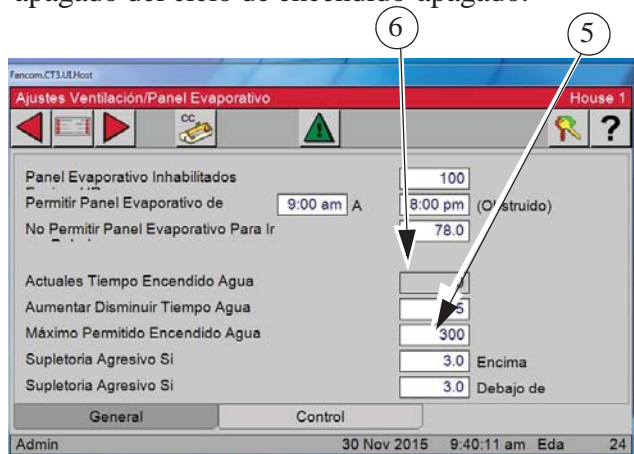 apagado del ciclo de encendido-apagado.
6 5
Fancom.CT3.ULHost
Ajustes Ventilación/Panel Evaporativo House 1
CC ?
Panel Evaporativo Inhabilitados 100
Permitir Panel Evaporativo de 9:00 am A 8:00 pm
No Permitir Panel Evaporativo Para Ir 78.0
Actuales Tiempo Encendido Agua
Aumentar Disminuir Tiempo Agua 5
Máximo Permitido Encendido Agua 300
Supletoria Agresivo Si 3.0 Encima
Supletoria Agresivo Si 3.0 Debajo de
General Control
Admin 30 Nov 2015 9:40:11 am Eda 24